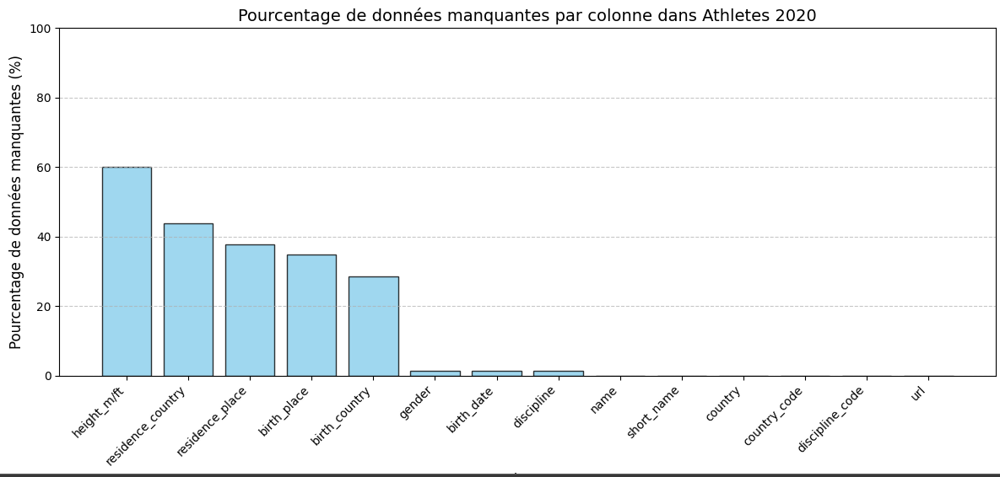 Pourcentage de données manquantes par colonne dans Athletes 2020
Pourcentage de données manquantes (%)
100
80
60
40
20
0
height_m/ft
residence_country
residence_place
birth_place
birth_country
gender
birth_date
discipline
name
short_name
country
country_code
discipline_code
url